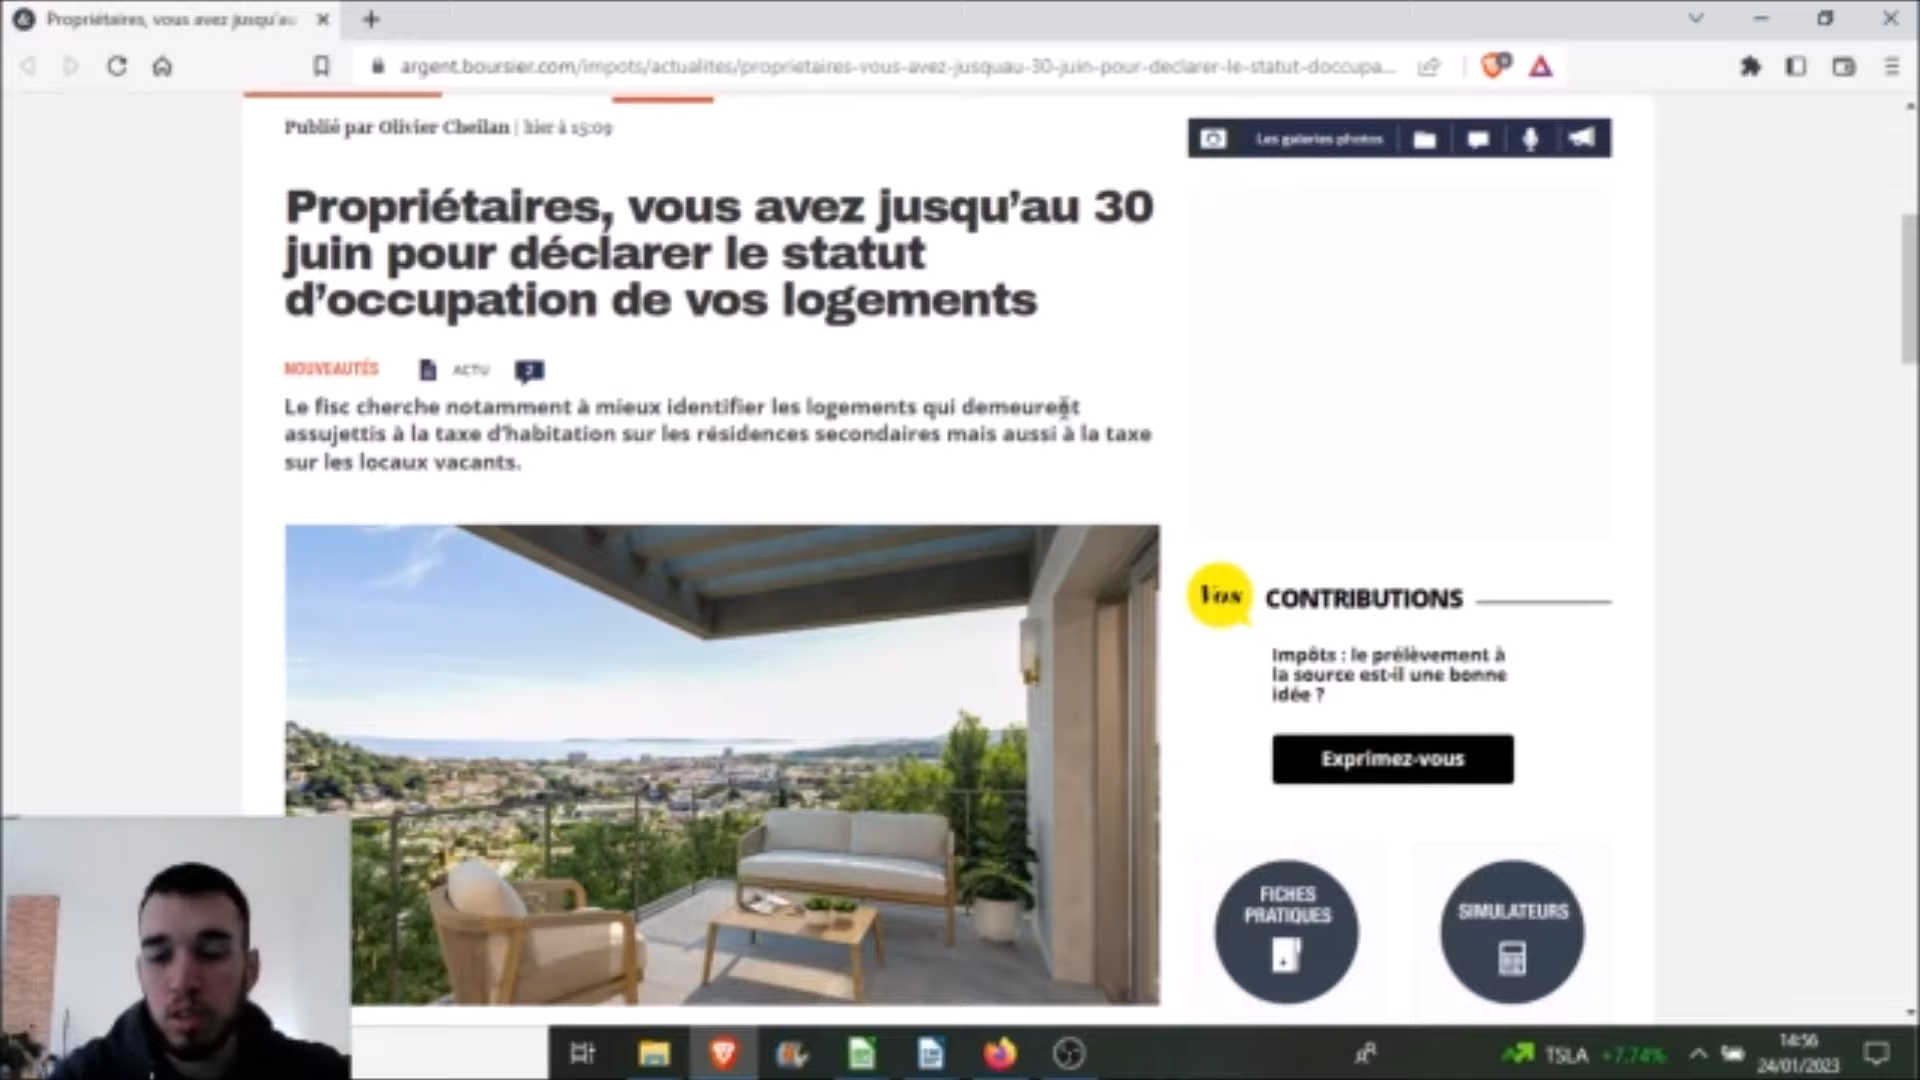 Propriétaires, vous avez jusqu'au
argent.boursier.com/impots/actualites/proprietaires-vous-avez-jusquau-30-juin-pour-declarer-le-statut-doccupa...
Publié par Olivier Cheilan | hier à 15:09
Les galeries photos
Propriétaires, vous avez jusqu’au 30
juin pour déclarer le statut
d’occupation de vos logements
NOUVEAUTÉS ACTU 2
Le fisc cherche notamment à mieux identifier les logements qui demeurent
assujettis à la taxe d'habitation sur les résidences secondaires mais aussi à la taxe
sur les locaux vacants.
Vos CONTRIBUTIONS
Impôts : le prélèvement à
la source est-il une bonne
idée ?
Exprimez-vous
FICHES
PRATIQUES
SIMULATEURS
TSLA +7,74%
14:56
24/01/2023